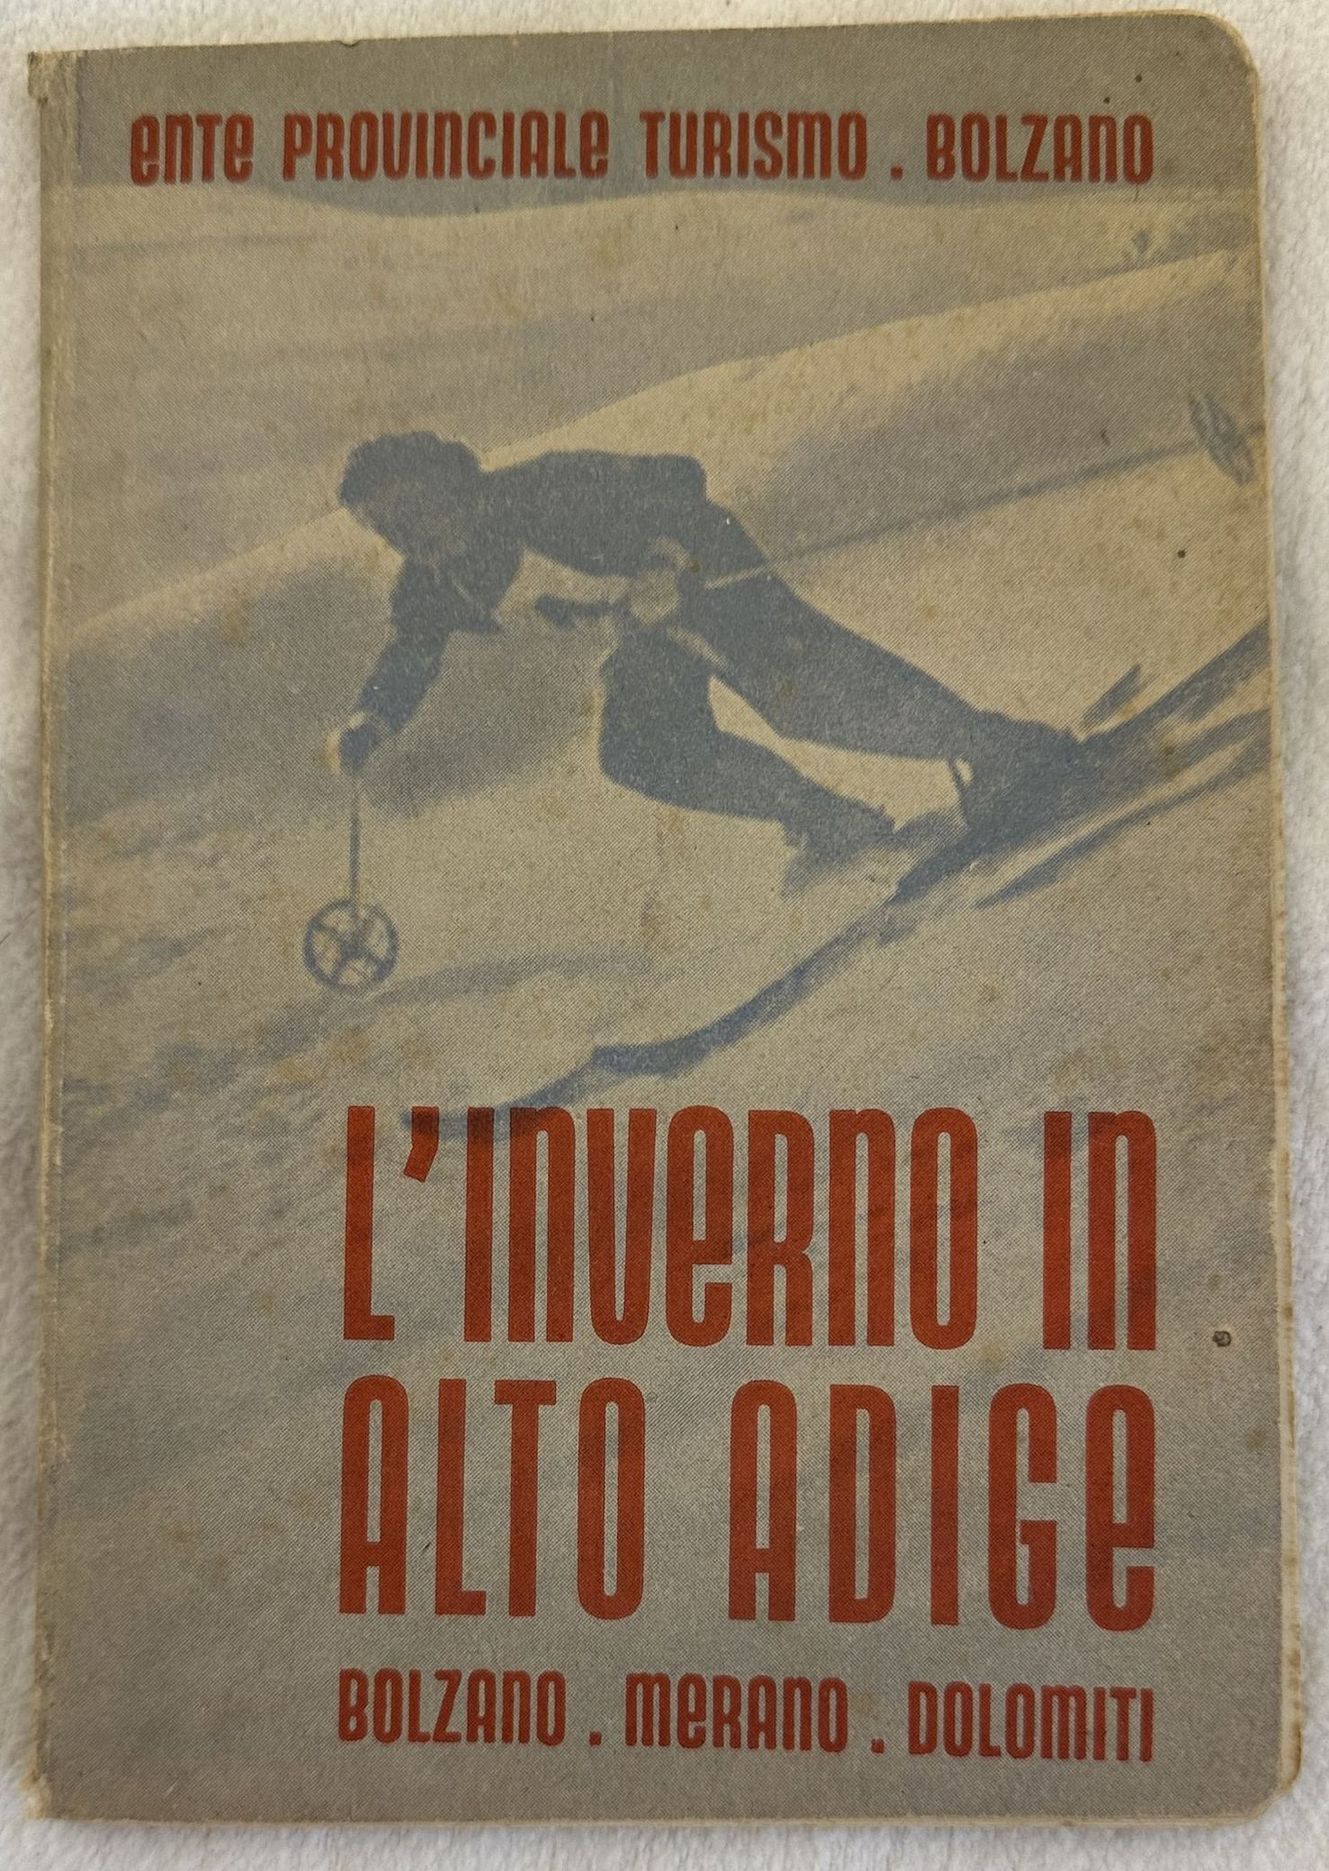 ENTE PROVINCIALE TURISMO . BOLZANO
L'INVERNO IN
ALTO ADIGE
BOLZANO . MERANO . DOLOMITI